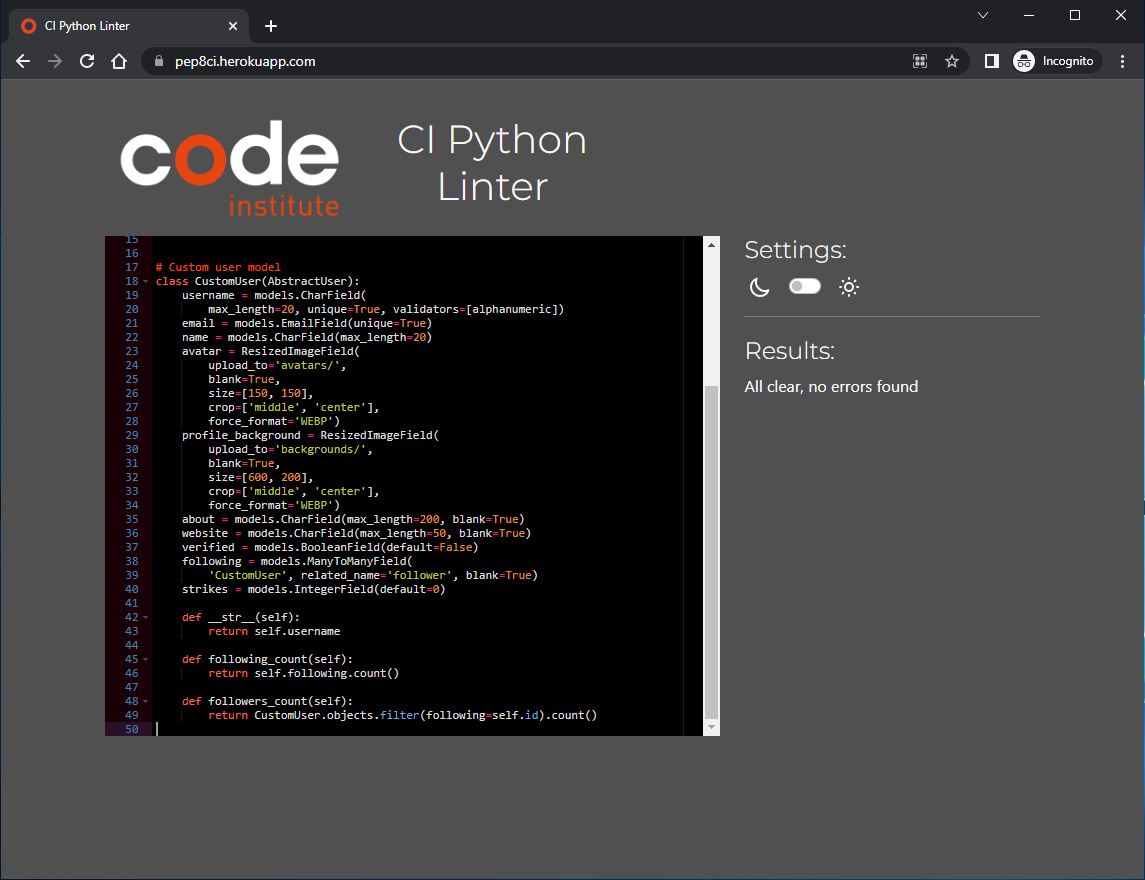 CI Python Linter
pep8ci.herokuapp.com
Incognito
code
institute
CI Python
Linter
15
16
17 # Custom user model
18 class CustomUser(AbstractUser):
19     username = models.CharField(
20         max_length=20, unique=True, validators=[alphanumeric])
21     email = models.EmailField(unique=True)
22     name = models.CharField(max_length=20)
23     avatar = ResizedImageField(
24         upload_to='avatars/',
25         blank=True,
26         size=[150, 150],
27         crop=['middle', 'center'],
28         force_format='WEBP')
29     profile_background = ResizedImageField(
30         upload_to='backgrounds/',
31         blank=True,
32         size=[600, 200],
33         crop=['middle', 'center'],
34         force_format='WEBP')
35     about = models.CharField(max_length=200, blank=True)
36     website = models.CharField(max_length=50, blank=True)
37     verified = models.BooleanField(default=False)
38     following = models.ManyToManyField(
39         'CustomUser', related_name='follower', blank=True)
40     strikes = models.IntegerField(default=0)
41
42     def __str__(self):
43         return self.username
44
45     def following_count(self):
46         return self.following.count()
47
48     def followers_count(self):
49         return CustomUser.objects.filter(following=self.id).count()
50
Settings:
Results:
All clear, no errors found